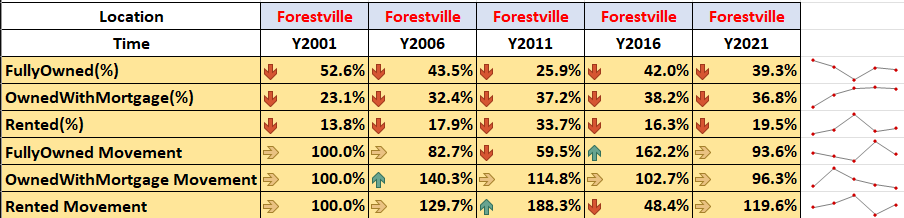 Location Forestville Forestville Forestville Forestville Forestville
Time Y2001 Y2006 Y2011 Y2016 Y2021
FullyOwned(%) 52.6% 43.5% 25.9% 42.0% 39.3%
OwnedWithMortgage(%) 23.1% 32.4% 37.2% 38.2% 36.8%
Rented(%) 13.8% 17.9% 33.7% 16.3% 19.5%
FullyOwned Movement 100.0% 82.7% 59.5% 162.2% 93.6%
OwnedWithMortgage Movement 100.0% 140.3% 114.8% 102.7% 96.3%
Rented Movement 100.0% 129.7% 188.3% 48.4% 119.6%